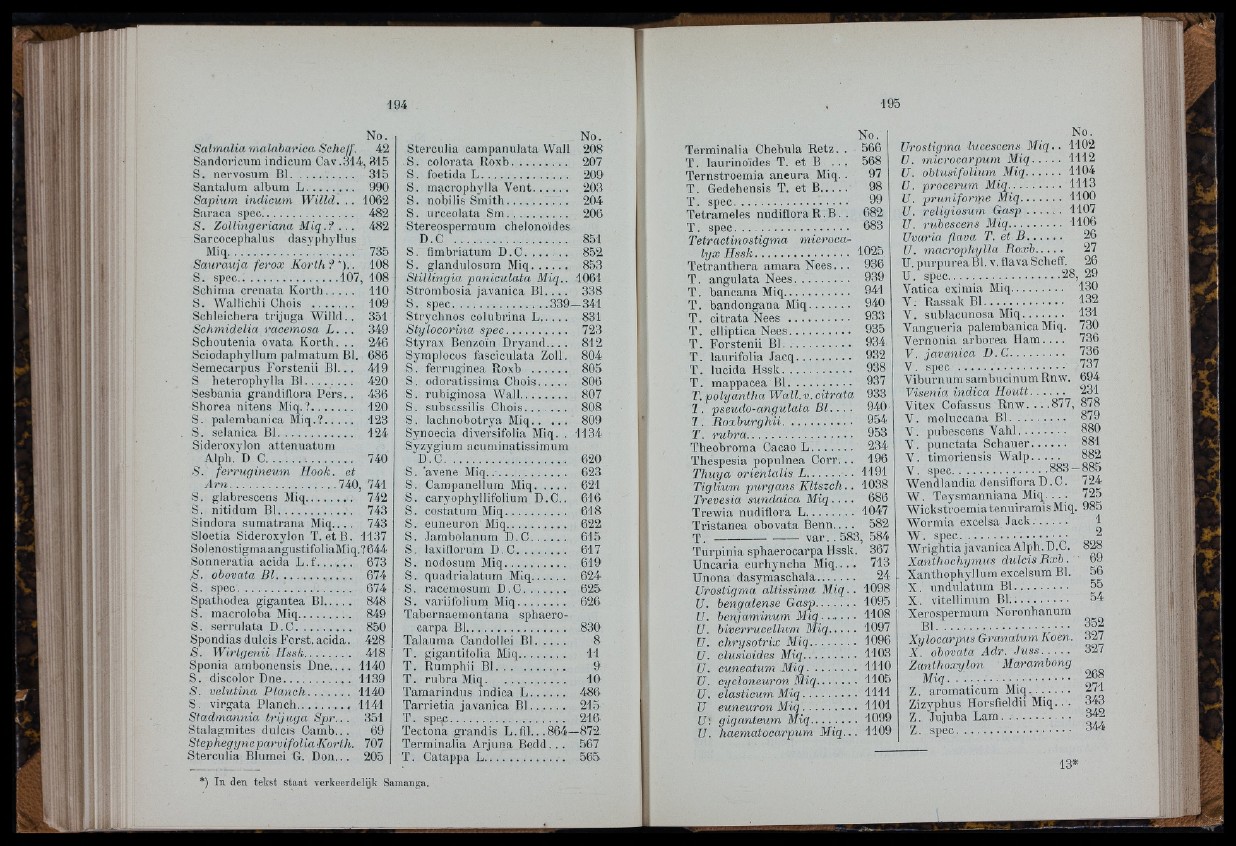 194
No.
Salmalia malabarica Scheff. 42
Sandoricum indicum Cav. 314, 315
S. nervosum Bl. 315
Santalum album L. 990
Sapium indicum Willd. 1062
Saraca spec. 482
S. Zollingeriana Miq.? 482
Sarcocephalus dasyphyllus
Miq. 735
Saurauja ferox Korth? *) 108
S. spec. 107, 108
Schima crenata Korth. 110
S. Wallichii Chois 109
Schleichera trijuga Willd. 351
Schmidelia racemosa L. 349
Schoutenia ovata Korth. 246
Sciodaphyllum palmatum Bl. 686
Semecarpus Forstenii Bl. 419
S heterophylla Bl. 420
Sesbania grandiflora Pers. 436
Shorea nitens Miq.? 120
S. palembanica Miq.? 123
S. selanica Bl. 124
Sideroxylon attenuatum
Alph. D C. 740
S. ferrugineum Hook. et
Arn. 740, 741
S. glabrescens Miq. 742
S. nitidum Bl. 743
Sindora sumatrana Miq. 743
Sloetia Sideroxylon T. et B. 1137
Solenostigma angustifolia Miq.? 644
Sonneratia acida L.f. 673
S. obovata Bl. 674
S. spec. 674
Spathodea gigantea Bl. 848
S. macroloba Miq. 849
S. serrulata D.C. 850
Spondias dulcis Forst. acida. 428
S. Wirtgenii Hssk. 418
Sponia ambonensis Dne. 1140
S. discolor Dne. 1139
S. velutina Planch. 1140
S. virgata Planch. 1141
Stadmannia trijuga Spr. 351
Stalagmites dulcis Camb. 69
Stephegyne parvifolia Korth. 707
Sterculia Blumei G. Don. 205
*) In den tekst staat verkeerdelijk Samanga.
No.
Sterculia campanulata Wall 208
S. colorata Roxb. 207
S. foetida L. 209
S. macrophylla Vent. 203
S. nobilis Smith. 204
S. urceolata Sm. 206
Stereospermum chelonoides
D.C 851
S. fimbriatum D.C. 852
S. glandulosum Miq. 853
Stillingia paniculata Miq. 1061
Strombosia javanica Bl. 338
S. spec. 339—341
Strychnos colubrina L. 831
Stylocorina spec. 723
Styrax Benzoin Dryand. 812
Symplocos fasciculata Zoll. 804
S. ferruginea Roxb 805
S. odoratissima Chois. 806
S. rubiginosa Wall. 807
S. subsessilis Chois. 808
S. lachnobotrya Miq. 809
Synoecia diversifolia Miq. 1134
Syzygium acuminatissimum
D.C. 620
S. avene Miq. 623
S. Campanellum Miq. 621
S. caryophyllifolium D.C. 616
S. costatum Miq. 618
S. euneuron Miq. 622
S. Jambolanum D.C. 615
S. laxiflorum D.C. 617
S. nodosum Miq. 619
S. quadrialatum Miq. 624
S. racemosum D.C. 625
S. variifolium Miq. 626
Tabernaemontana sphaero-
carpa Bl. 830
Talauma Candollei Bl. 8
T. gigantifolia Miq. 11
T. Rumphii Bl. 9
T. rubra Miq. 10
Tamarindus indica L. 486
Tarrietia javanica Bl. 215
T. spec. 216
Tectona grandis L.fil. 864—872
Terminalia Arjuna Bedd. 567
T. Catappa L. 565
195
No.
Terminalia Chebula Retz. 566
T. laurinoïdes T. et B 568
Ternstroemia aneura Miq. 97
T. Gedehensis T. et B. 98
T. spec. 99
Tetrameles nudiflora R.B. 682
T. spec. 683
Tetractinostigma microca-
lyx Hssk. 1025
Tetranthera amara Nees. 936
T. angulata Nees. 939
T. bancana Miq. 941
T. bandongana Miq. 940
T. citrata Nees 933
T. elliptica Nees. 935
T. Forstenii Bl. 934
T. laurifolia Jacq. 932
T. lucida Hssk. 938
T. mappacea Bl. 937
T. polyantha Wall. v. citrata 933
T. pseudo-angulata Bl. 940
T. Roxburghii. 954
T. rubra. 953
Theobroma Cacao L. 234
Thespesia populnea Corr. 196
Thuya orientalis L. 1191
Tiglium purgans Kltszch. 1038
Trevesia sundaica Miq. 686
Trewia nudiflora L. 1047
Tristanea obovata Benn. 582
T. ——— —— var. 583, 584
Turpinia sphaerocarpa Hssk. 367
Uncaria eurhyncha Miq. 713
Unona dasymaschala. 24
Urostigma altissima Miq. 1098
U. bengalense Gasp. 1095
U. benjaminum Miq. 1108
U. biverrucellum Miq. 1097
U. chrysotrix Miq. 1096
U. clusioides Miq. 1103
U. cuneatum Miq. 1110
U. cycloneuron Miq. 1105
U. elasticum Miq. 1111
U euneuron Miq. 1101
U. giganteum Miq. 1099
U. haematocarpum Miq. 1109
No.
Urostigma lucescens Miq. 1102
U. microcarpum Miq. 1112
U. obtusifolium Miq. 1104
U. procerum Miq. 1113
U. pruniforme Miq. 1100
U. religiosum Gasp. 1107
U. rubescens Miq. 1106
Uvaria flava T. et B. 26
U. macrophylla Roxb. 27
U. purpurea Bl. v. flava Scheff. 26
U. spec. 28, 29
Vatica eximia Miq. 130
V. Rassak Bl. 132
V. sublacunosa Miq. 131
Vangueria palembanica Miq. 730
Vernonia arborea Ham. 736
V. javanica D.C. 736
V. spec 737
Viburnum sambucinum Rnw. 694
Visenia indica Houtt. 231
Vitex Cofassus Rnw. 877, 878
V. moluccana Bl. 879
V. pubescens Vahl. 880
V. punctata Schauer. 881
V. timoriensis Walp. 882
V. spec. 883—885
Wendlandia densiflora D.C. 724
W. Teysmanniana Miq. 725
Wickstroemia tenuiramis Miq. 985
Wormia excelsa Jack. 1
W. spec. 2
Wrightia javanica Alph. D.C. 828
Xanthochymus dulcis Rxb. 69
Xanthophyllum excelsum Bl. 56
X. undulatum Bl. 55
X. vitellinum Bl. 54
Xerospermum Noronhanum
Bl. 352
Xylocarpus Granatum Koen. 327
X. obovata Adr. Juss. 327
Zanthoxylon Marambong
Miq. 268
Z. aromaticum Miq. 271
Zizyphus Horsfieldii Miq. 343
Z. Jujuba Lam. 342
Z. spec. 344
13*